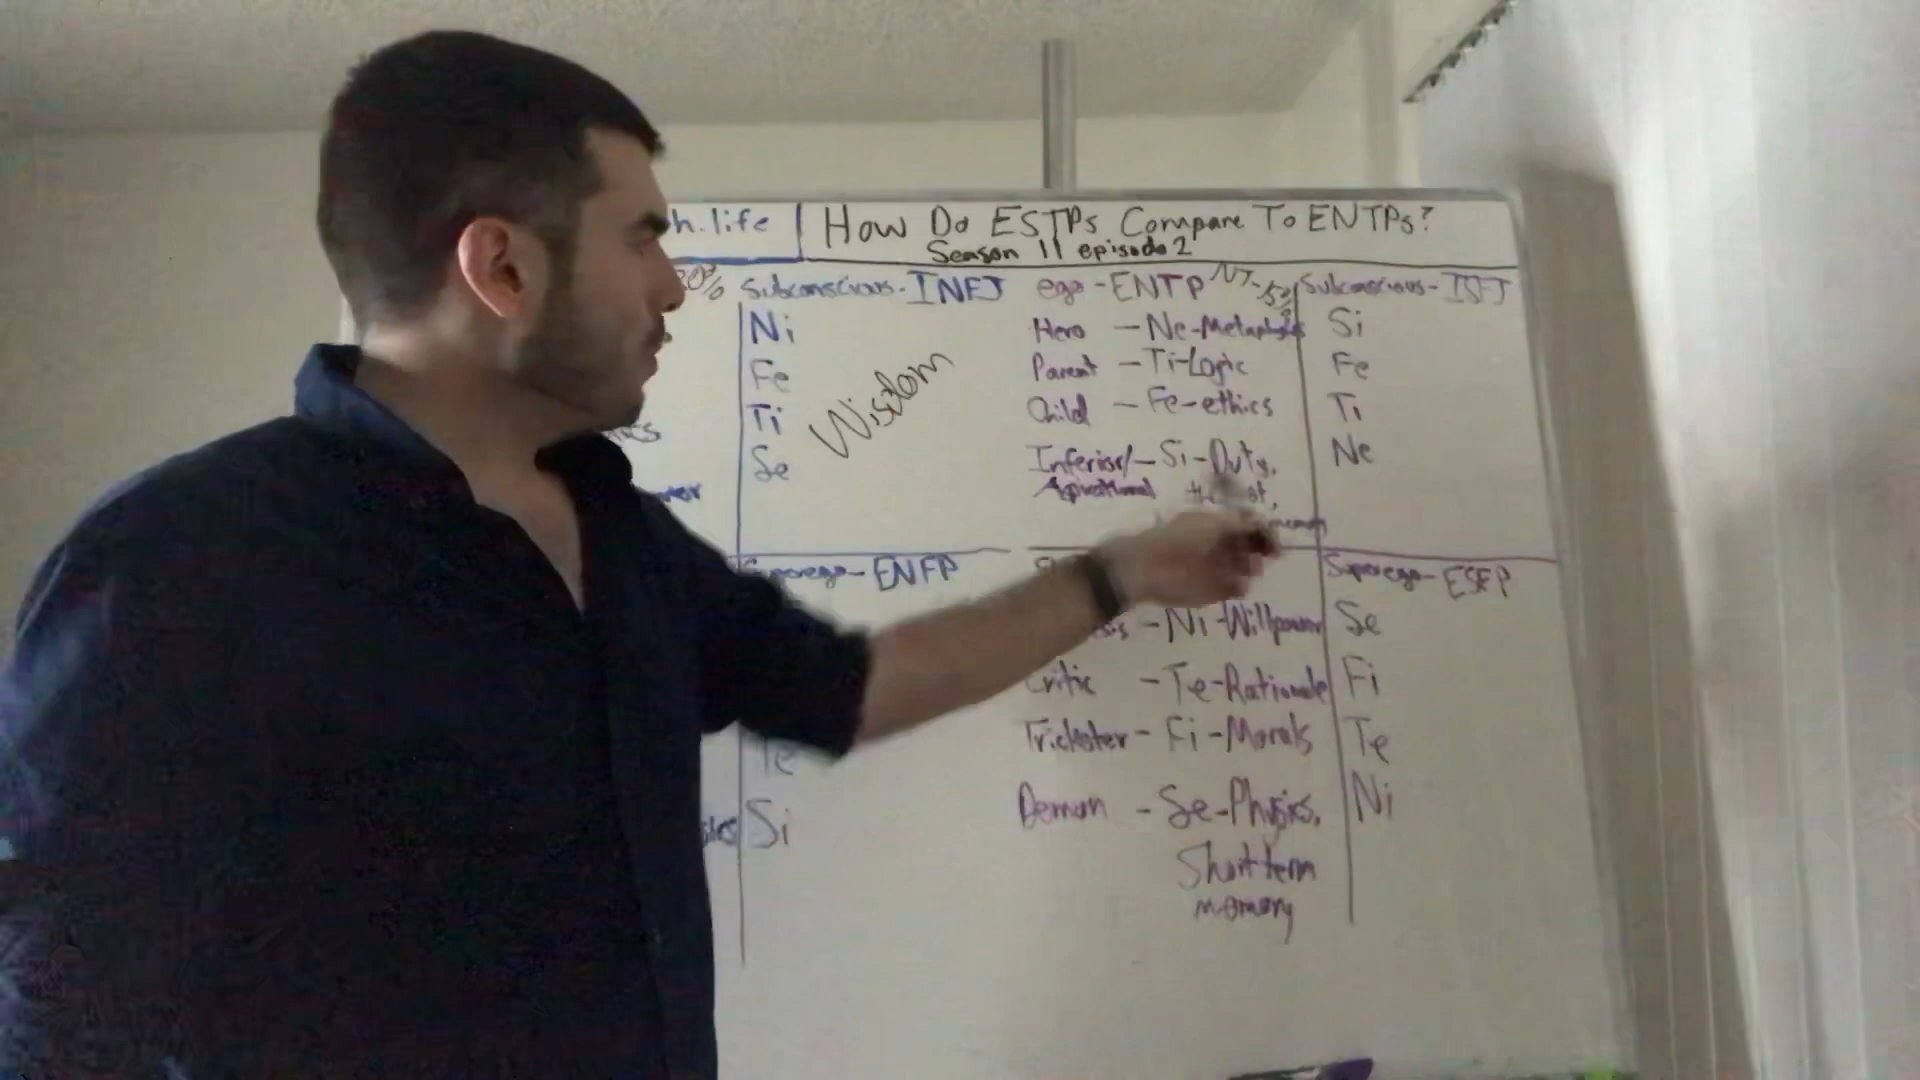 h.life
How Do ESTPs Compare To ENTPs?
Season 11 episode 2
Subconscious - INFJ
Ni
Fe
Ti
Se
Wisdom
Superego - ENFP
Te
Si
ego - ENTP
Hero - Ne - Metaphysics
Parent - Ti - Logic
Child - Fe - ethics
Inferior/ - Si - Duty,
Aspirational
Ni - Willpower
Critic - Te - Rationale
Trickster - Fi - Morals
Demon - Se - Physics,
Short term
memory
Subconscious - ISFJ
Si
Fe
Ti
Ne
Superego - ESFP
Se
Fi
Te
Ni